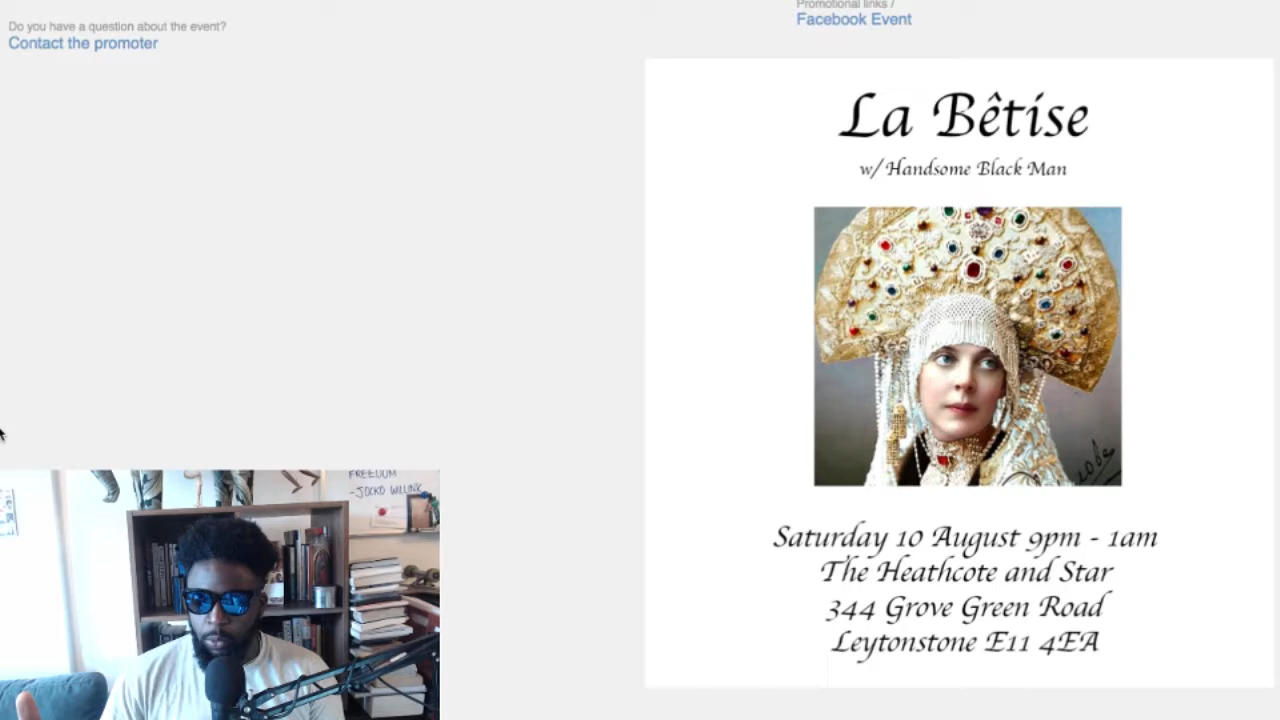 Do you have a question about the event?
Contact the promoter
Promotional links /
Facebook Event
La Bêtise
w/ Handsome Black Man
Saturday 10 August 9pm - 1am
The Heathcote and Star
344 Grove Green Road
Leytonstone E11 4EA
FREEDOM
-JOCKO WILLINK